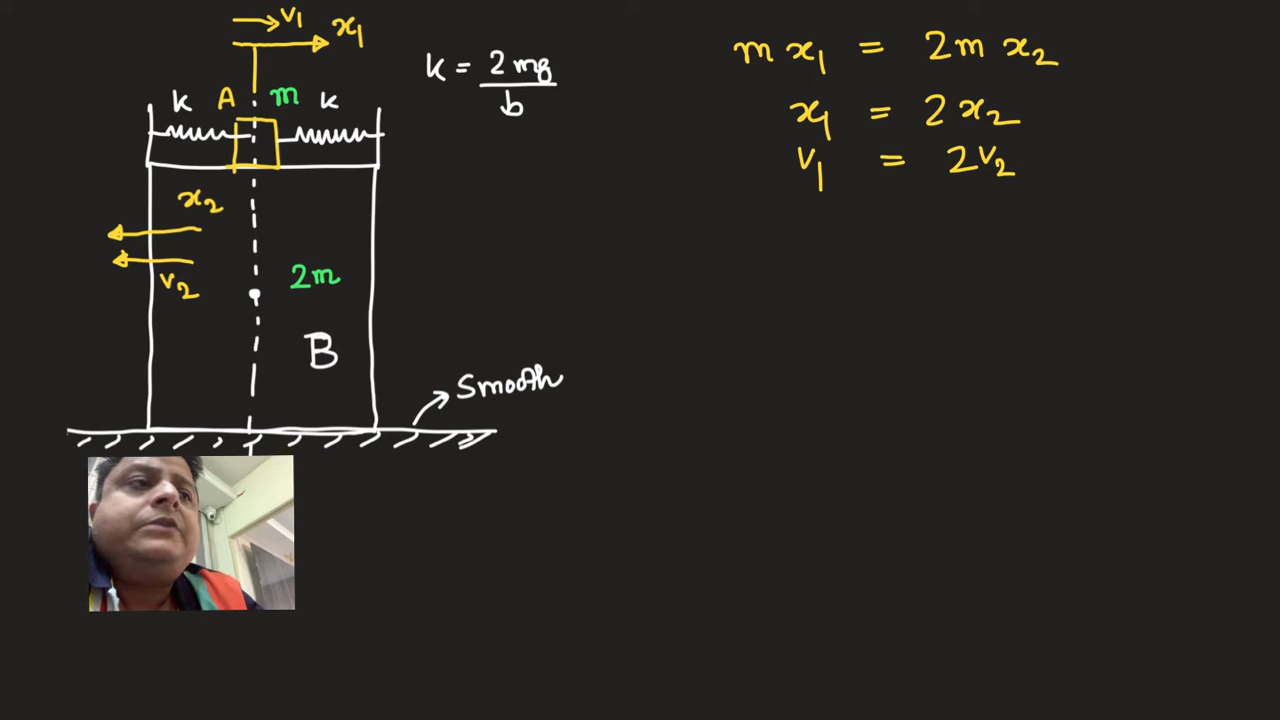 v1
x1
k = 2mg / b
k A m k
x2
v2
2m
B
Smooth
m x1 = 2m x2
x1 = 2 x2
v1 = 2v2